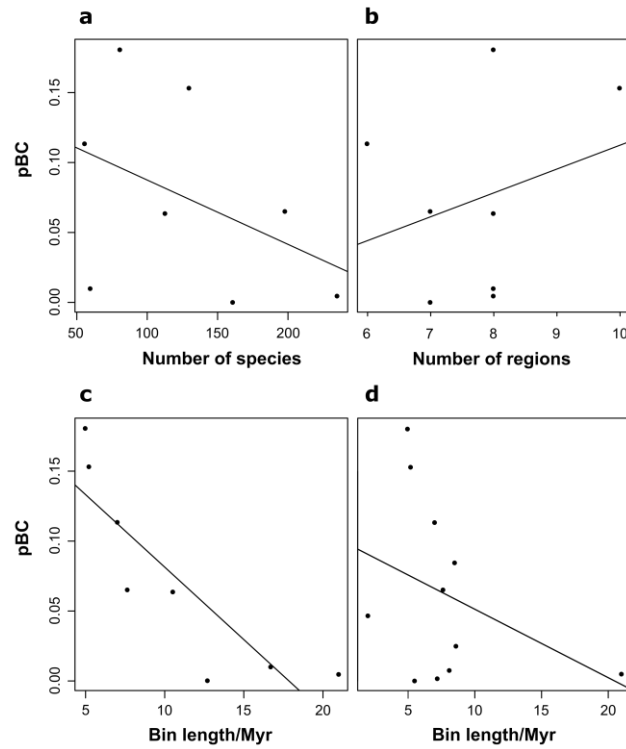 a b
pBC
0.00 0.05 0.10 0.15
50 100 150 200
6 7 8 9 10
Number of species Number of regions
c d
pBC
0.00 0.05 0.10 0.15
5 10 15 20
5 10 15 20
Bin length/Myr Bin length/Myr